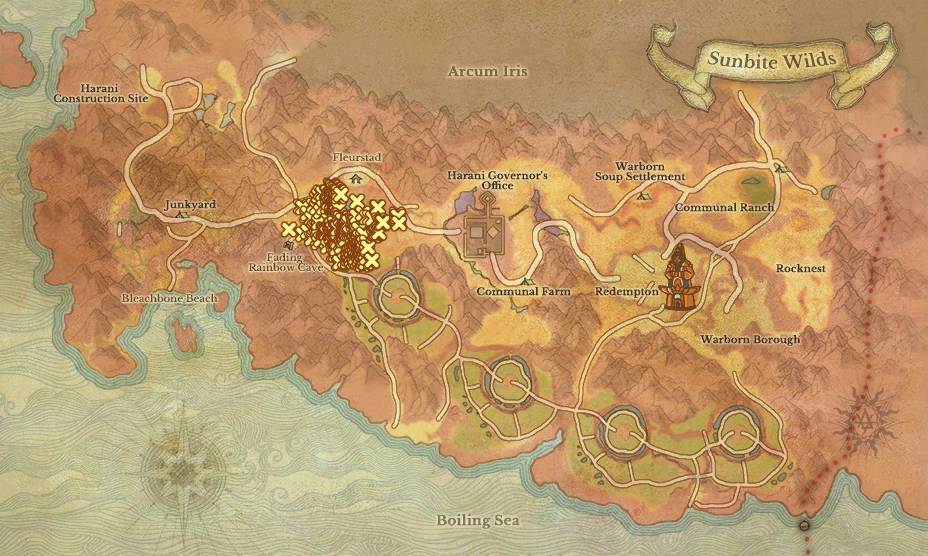 Sunbite Wilds
Arcum Iris
Harani
Construction Site
Fleurstad
Harani Governor's
Office
Warborn
Soup Settlement
Junkyard
Communal Ranch
Fading
Rainbow Cave
Rocknest
Bleachbone Beach
Communal Farm
Redempton
Warborn Borough
Boiling Sea